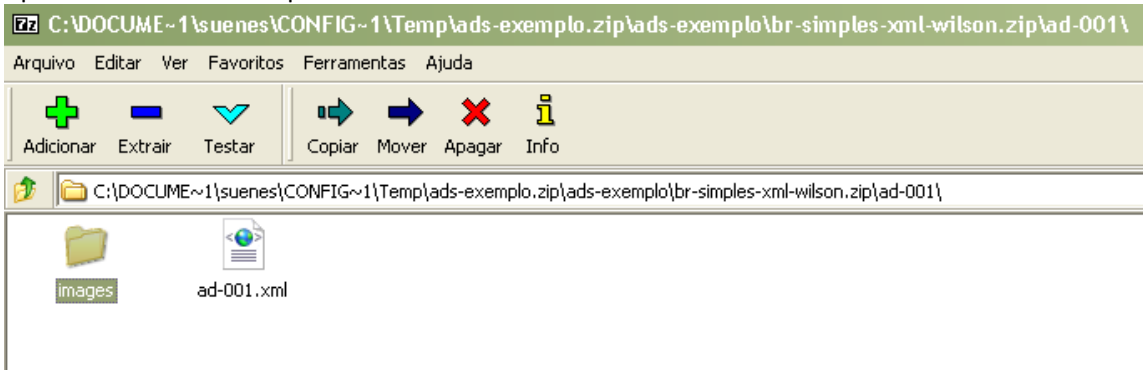 7z C:\DOCUME~1\suenes\CONFIG~1\Temp\ads-exemplo.zip\ads-exemplo\br-simples-xml-wilson.zip\ad-001\
Arquivo Editar Ver Favoritos Ferramentas Ajuda
Adicionar Extrair Testar Copiar Mover Apagar Info
C:\DOCUME~1\suenes\CONFIG~1\Temp\ads-exemplo.zip\ads-exemplo\br-simples-xml-wilson.zip\ad-001\
images ad-001.xml